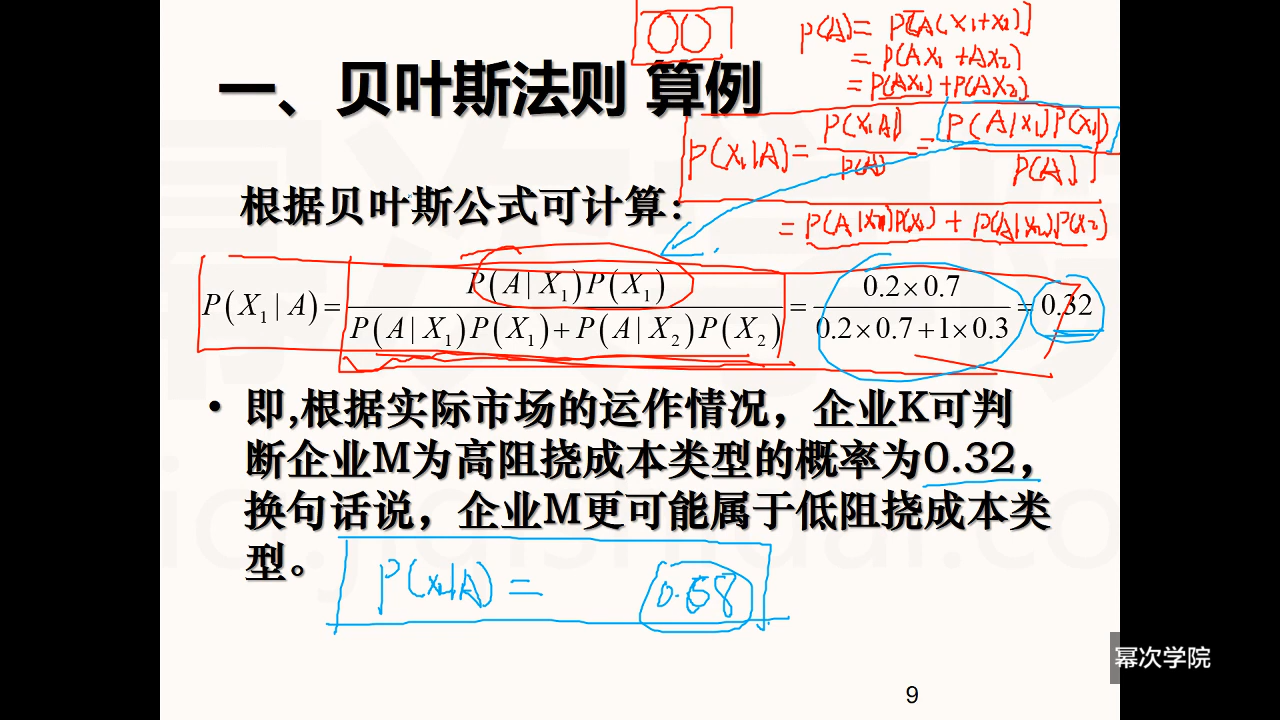 P(A)= P[A(X₁+X₂)]
= P(AX₁ + AX₂)
= P(AX₁) + P(AX₂)
一、贝叶斯法则 算例
P(X₁|A) = P(X₁A) / P(A) = P(A|X₁)P(X₁) / P(A)
根据贝叶斯公式可计算：
= P(A|X₁)P(X₁) + P(A|X₂)P(X₂)
P(X₁|A) = P(A|X₁)P(X₁) / P(A|X₁)P(X₁)+P(A|X₂)P(X₂) = 0.2×0.7 / 0.2×0.7+1×0.3 = 0.32
• 即,根据实际市场的运作情况，企业K可判
断企业M为高阻挠成本类型的概率为0.32，
换句话说，企业M更可能属于低阻挠成本类
型。
P(X₂|A) = 0.68
幂次学院
9